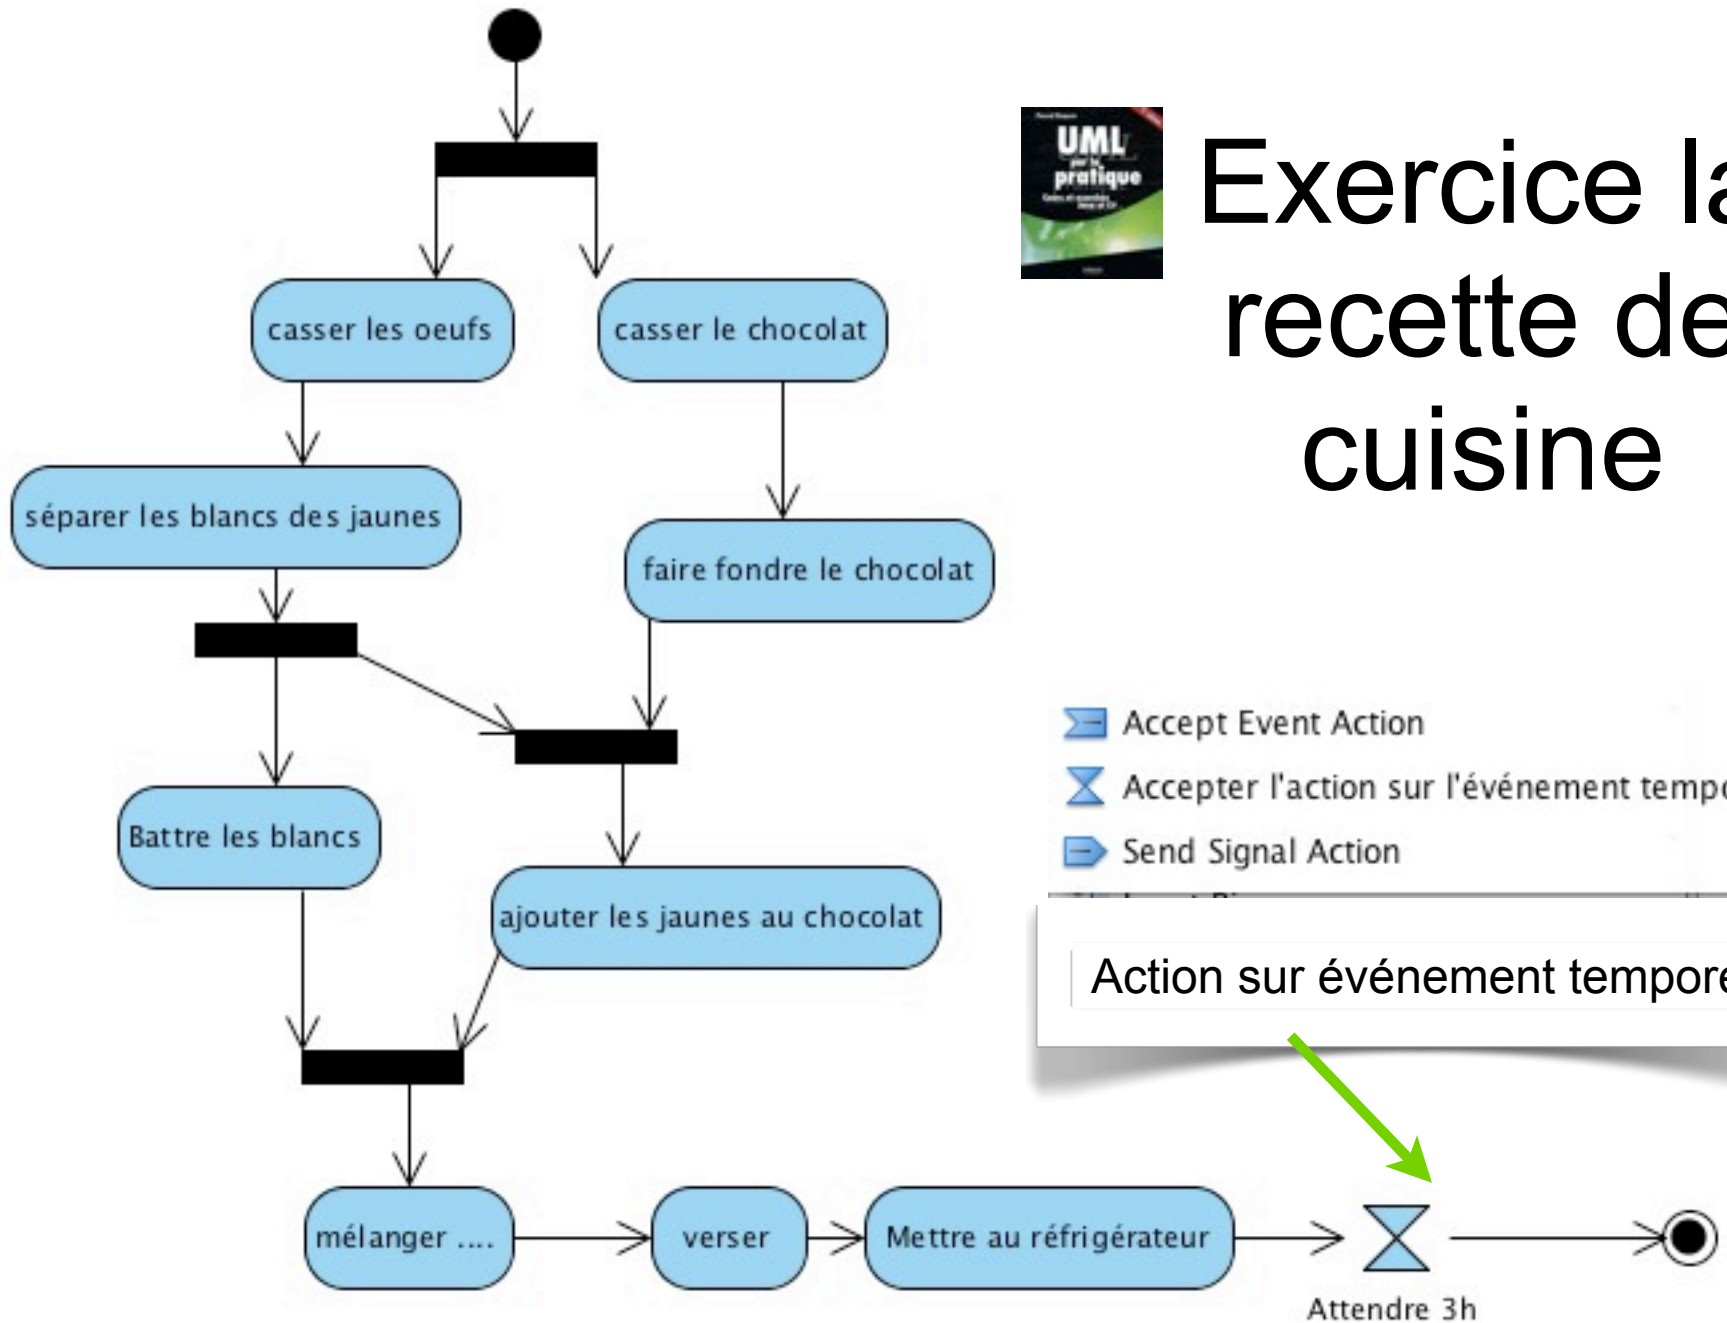 UML
par la
pratique
Exercice la
recette de
cuisine
casser les oeufs
casser le chocolat
séparer les blancs des jaunes
faire fondre le chocolat
Accept Event Action
Accepter l'action sur l'événement tempo
Send Signal Action
Battre les blancs
ajouter les jaunes au chocolat
Action sur événement tempore
mélanger ....
verser
Mettre au réfrigérateur
Attendre 3h